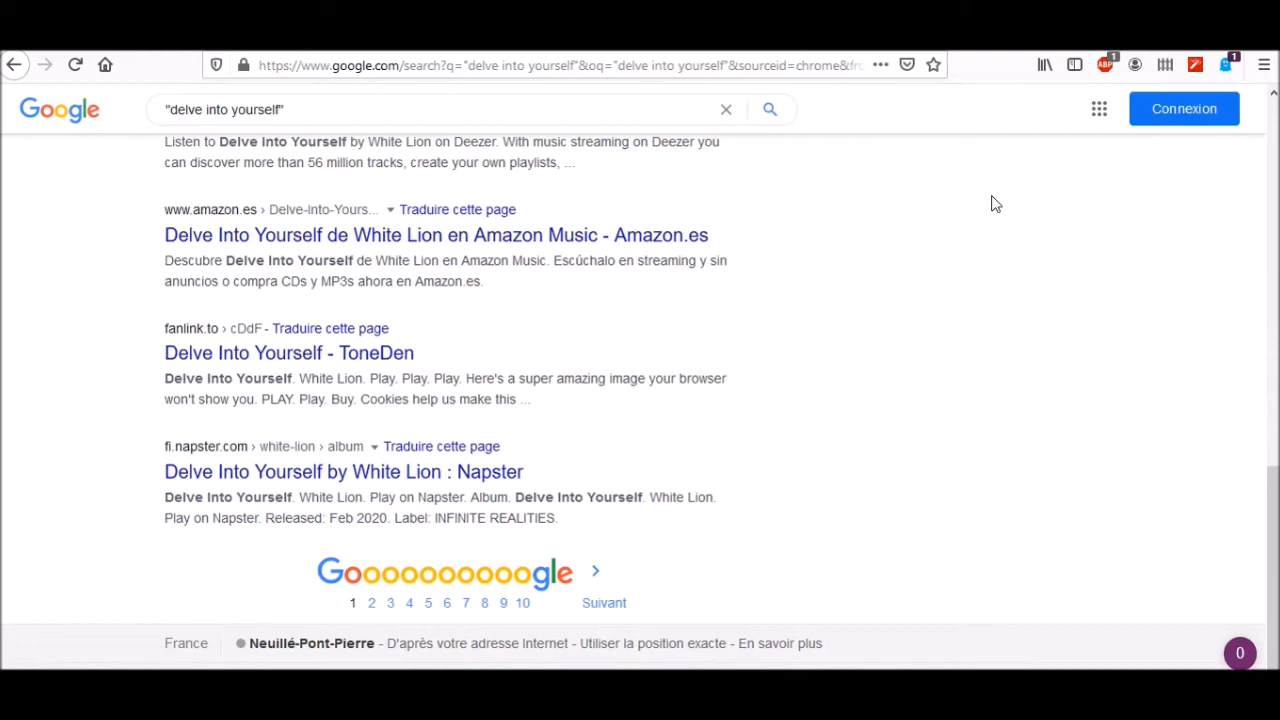 https://www.google.com/search?q="delve into yourself"&oq="delve into yourself"&sourceid=chrome&
ABP 1
1
Google
"delve into yourself"
Connexion
Listen to Delve Into Yourself by White Lion on Deezer. With music streaming on Deezer you
can discover more than 56 million tracks, create your own playlists, ...
www.amazon.es › Delve-Into-Yours... Traduire cette page
Delve Into Yourself de White Lion en Amazon Music - Amazon.es
Descubre Delve Into Yourself de White Lion en Amazon Music. Escúchalo en streaming y sin
anuncios o compra CDs y MP3s ahora en Amazon.es.
fanlink.to › cDdF - Traduire cette page
Delve Into Yourself - ToneDen
Delve Into Yourself. White Lion. Play. Play. Play. Here's a super amazing image your browser
won't show you. PLAY. Play. Buy. Cookies help us make this ...
fi.napster.com › white-lion › album Traduire cette page
Delve Into Yourself by White Lion : Napster
Delve Into Yourself. White Lion. Play on Napster. Album. Delve Into Yourself. White Lion.
Play on Napster. Released: Feb 2020. Label: INFINITE REALITIES.
Goooooooooogle >
1 2 3 4 5 6 7 8 9 10 Suivant
France Neuillé-Pont-Pierre - D'après votre adresse Internet - Utiliser la position exacte - En savoir plus
0